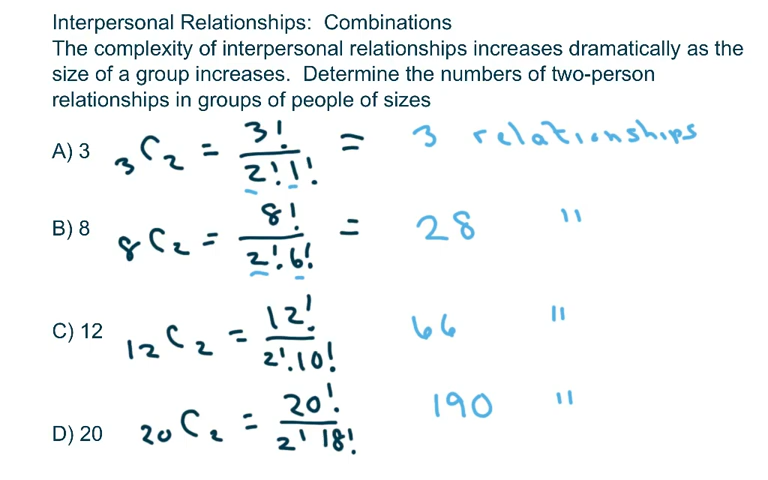 Interpersonal Relationships: Combinations
The complexity of interpersonal relationships increases dramatically as the
size of a group increases. Determine the numbers of two-person
relationships in groups of people of sizes
A) 3 ₃C₂ = 3!/2!1! = 3 relationships
B) 8 ₈C₂ = 8!/2!6! = 28 "
C) 12 ₁₂C₂ = 12!/2!10! 66 "
D) 20 ₂₀C₂ = 20!/2!18! 190 "